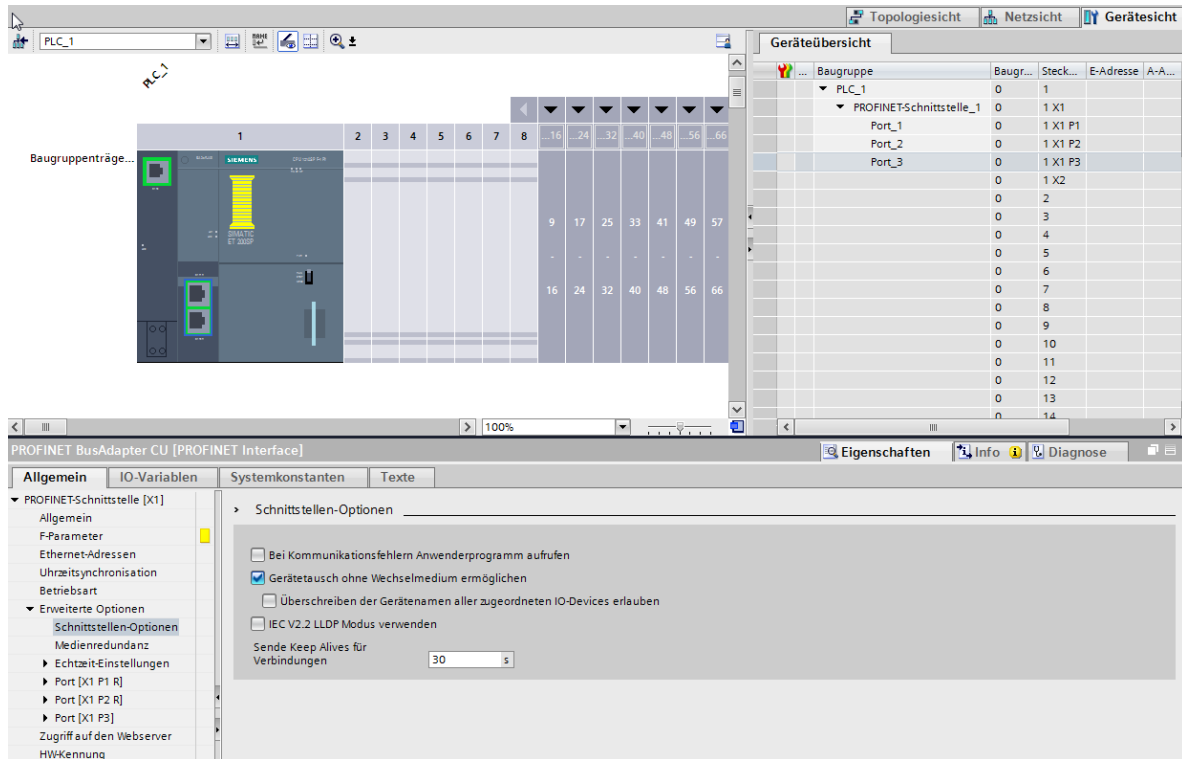 Topologiesicht Netzsicht Gerätesicht
PLC_1
Geräteübersicht
PLC_1
... Baugruppe Baugr... Steck... E-Adresse A-A...
PLC_1 0 1
PROFINET-Schnittstelle_1 0 1 X1
Port_1 0 1 X1 P1
Port_2 0 1 X1 P2
Port_3 0 1 X1 P3
0 1 X2
0 2
0 3
0 4
0 5
0 6
0 7
0 8
0 9
0 10
0 11
0 12
0 13
0 14
1 2 3 4 5 6 7 8 ...16 ...24 ...32 ...40 ...48 ...56 ...66
Baugruppenträge...
SIEMENS
SIMATIC
ET 200SP
9 17 25 33 41 49 57
- - - - - - -
16 24 32 40 48 56 66
100%
PROFINET BusAdapter CU [PROFINET Interface]
Eigenschaften Info Diagnose
Allgemein IO-Variablen Systemkonstanten Texte
PROFINET-Schnittstelle [X1]
Allgemein
F-Parameter
Ethernet-Adressen
Uhrzeitsynchronisation
Betriebsart
Erweiterte Optionen
Schnittstellen-Optionen
Medienredundanz
Echtzeit-Einstellungen
Port [X1 P1 R]
Port [X1 P2 R]
Port [X1 P3]
Zugriff auf den Webserver
HW-Kennung
Schnittstellen-Optionen
Bei Kommunikationsfehlern Anwenderprogramm aufrufen
Gerätetausch ohne Wechselmedium ermöglichen
Überschreiben der Gerätenamen aller zugeordneten IO-Devices erlauben
IEC V2.2 LLDP Modus verwenden
Sende Keep Alives für
Verbindungen 30 s